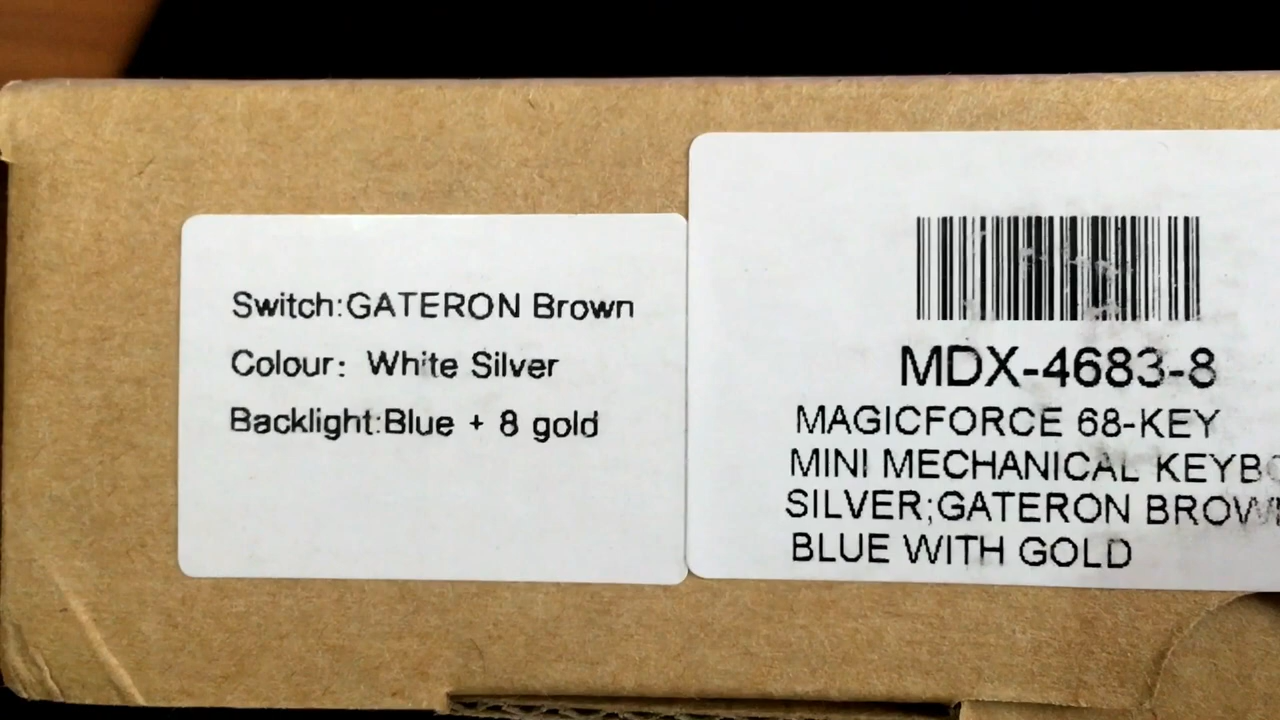 Switch:GATERON Brown
Colour: White Silver
Backlight:Blue + 8 gold
MDX-4683-8
MAGICFORCE 68-KEY
MINI MECHANICAL
SILVER;GATERON
BLUE WITH GOLD